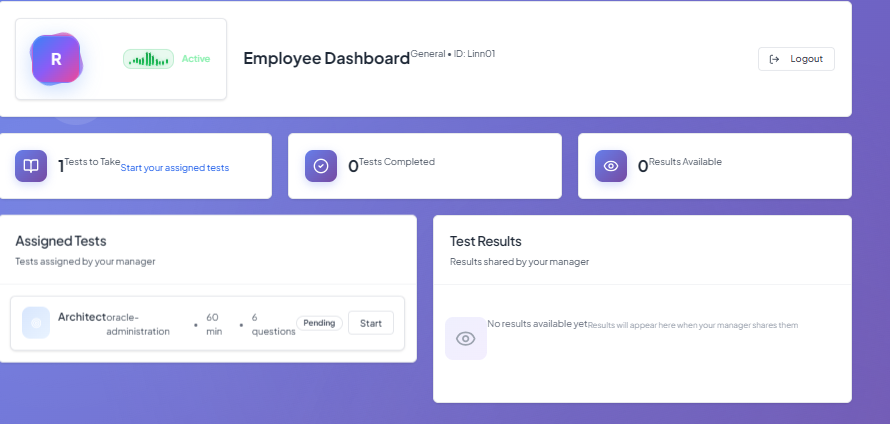 R
Active
Employee Dashboard
General • ID: Linn01
Logout
1
Tests to Take
Start your assigned tests
0
Tests Completed
0
Results Available
Assigned Tests
Tests assigned by your manager
Architect
oracle-
administration
•
60
min
•
6
questions
Pending
Start
Test Results
Results shared by your manager
No results available yet
Results will appear here when your manager shares them